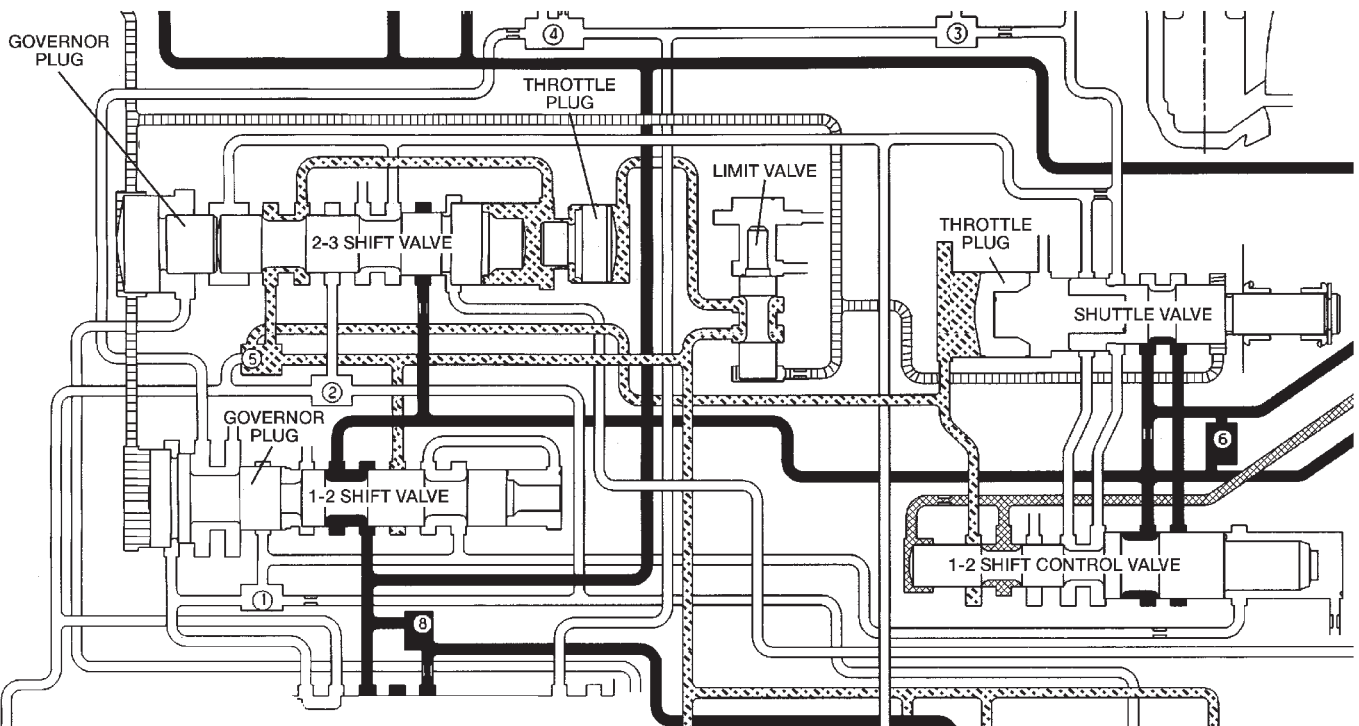 ④
③
GOVERNOR
PLUG
THROTTLE
PLUG
LIMIT VALVE
THROTTLE
PLUG
2-3 SHIFT VALVE
SHUTTLE VALVE
⑤
②
GOVERNOR
PLUG
⑥
1-2 SHIFT VALVE
1-2 SHIFT CONTROL VALVE
①
⑧